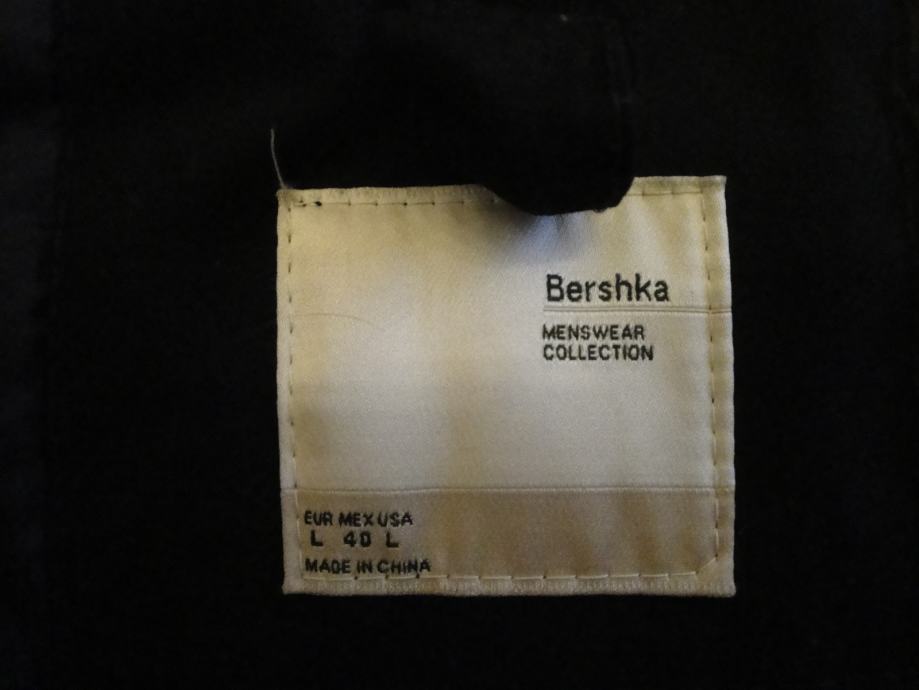 Bershka
MENSWEAR
COLLECTION
EUR MEX USA
L 40 L
MADE IN CHINA